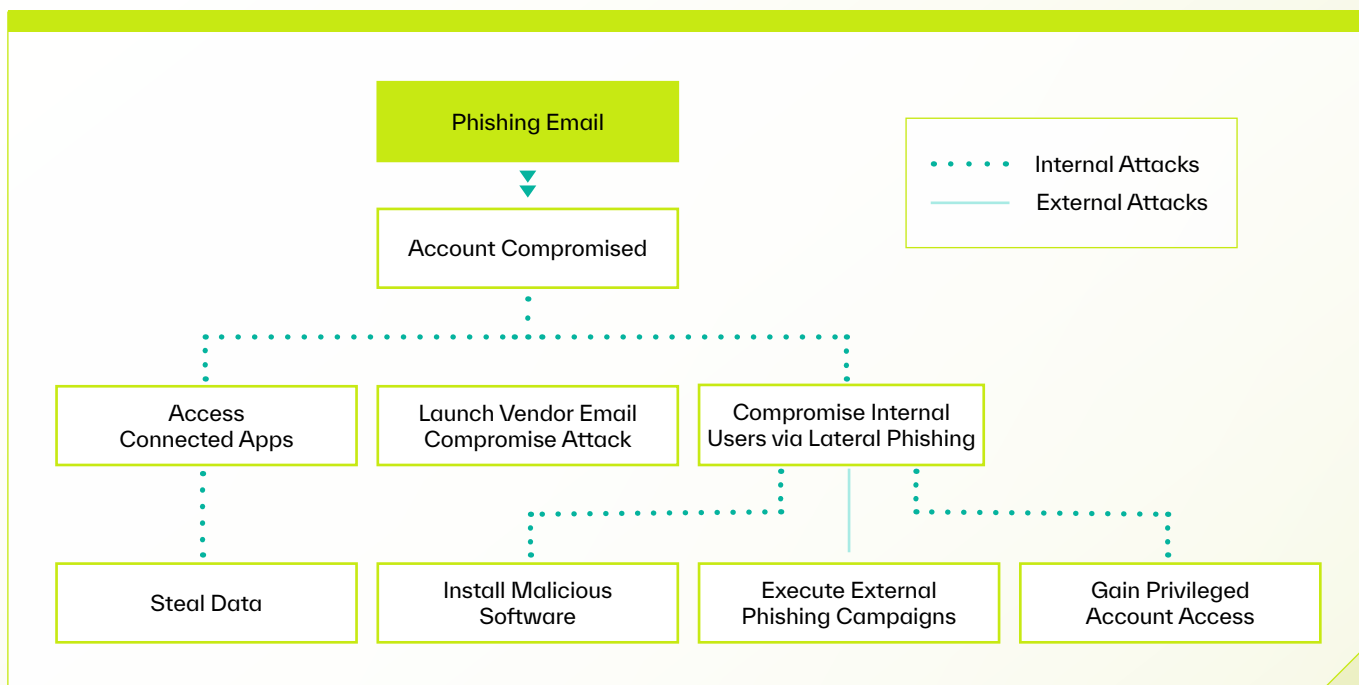 Phishing Email
Internal Attacks
External Attacks
Account Compromised
Access
Connected Apps
Launch Vendor Email
Compromise Attack
Compromise Internal
Users via Lateral Phishing
Steal Data
Install Malicious
Software
Execute External
Phishing Campaigns
Gain Privileged
Account Access